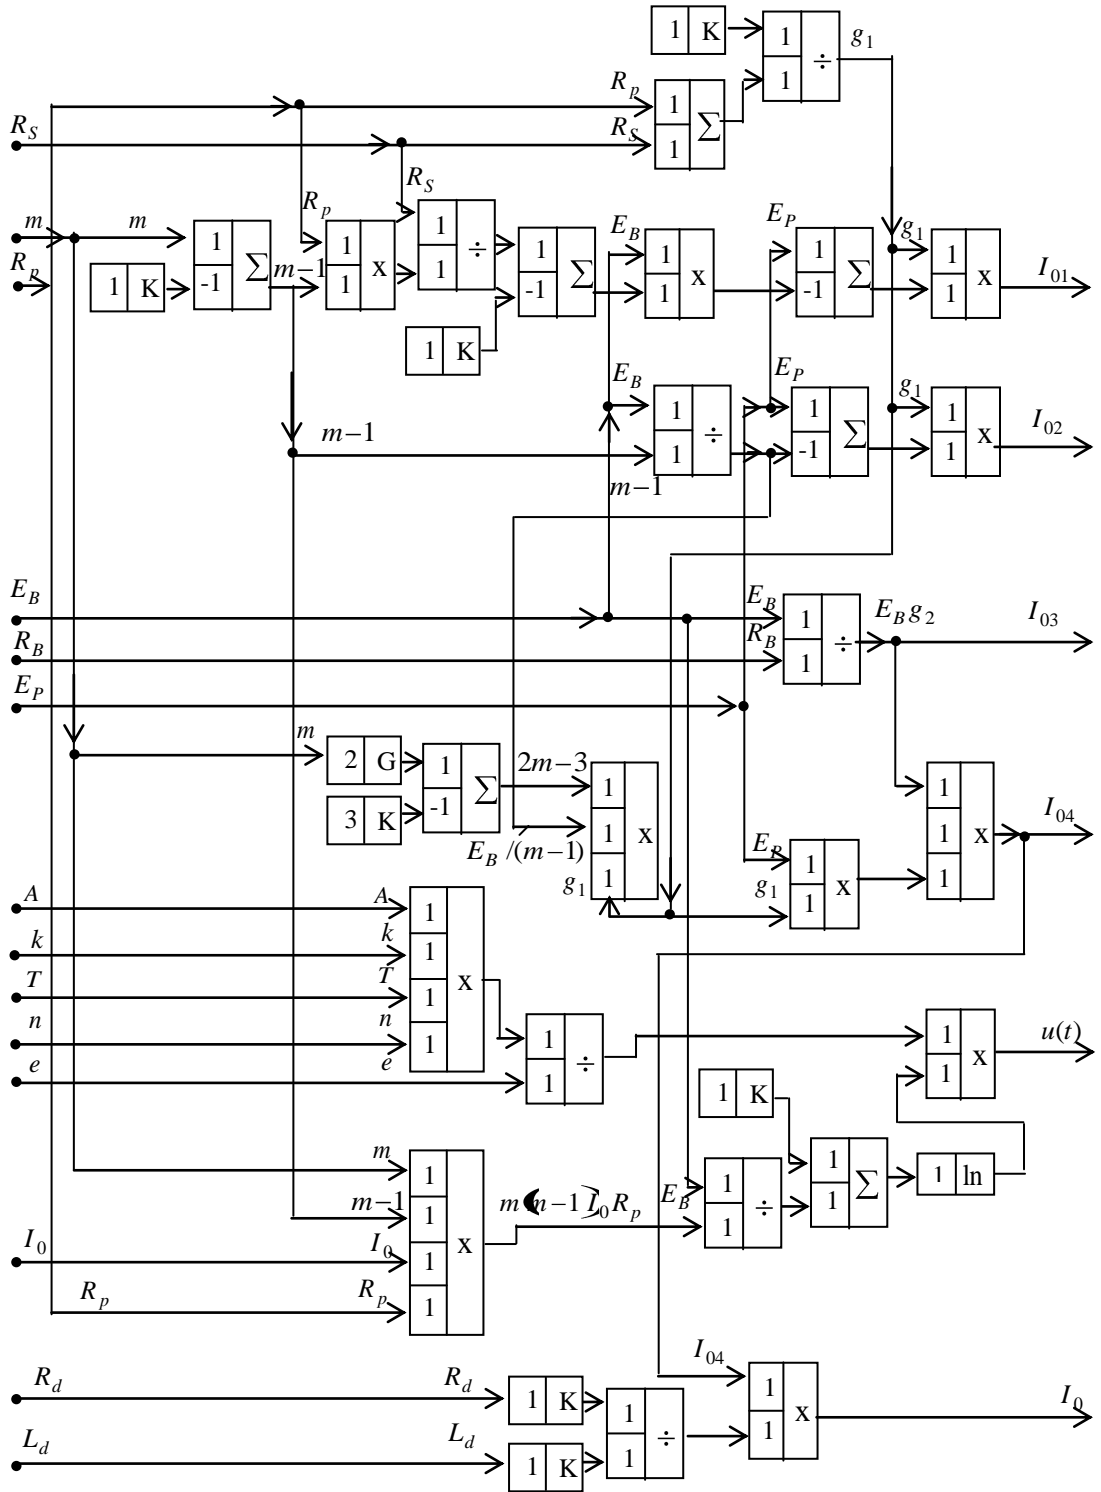 1 K
1 1 ÷
g1
Rp
1 1 Σ
RS
RS
RS
Rp
m m
1 -1 Σ
m−1
1 1 x
1 1 ÷
1 -1 Σ
EB
1 1 x
EP
1 -1 Σ
g1
1 1 x
I01
Rp
1 K
1 K
EB
1 1 ÷
EP
1 -1 Σ
g1
1 1 x
I02
m−1
m−1
EB
EB
1 1 ÷
EB g2
I03
RB
RB
EP
m
2 G
1 -1 Σ
2m−3
1 1 1 x
3 K
EB /(m−1)
g1
1 1 1 x
I04
EP
g1
1 1 x
A A
k k
T T
n n
e e
1 1 1 1 x
1 1 ÷
1 1 x
u(t)
1 K
1 1 Σ
1 ln
m
m−1
I0 I0
Rp Rp
1 1 1 1 x
m(m−1)I0Rp
EB
1 1 ÷
I04
1 1 x
I0
Rd Rd
1 K
1 1 ÷
Ld Ld
1 K